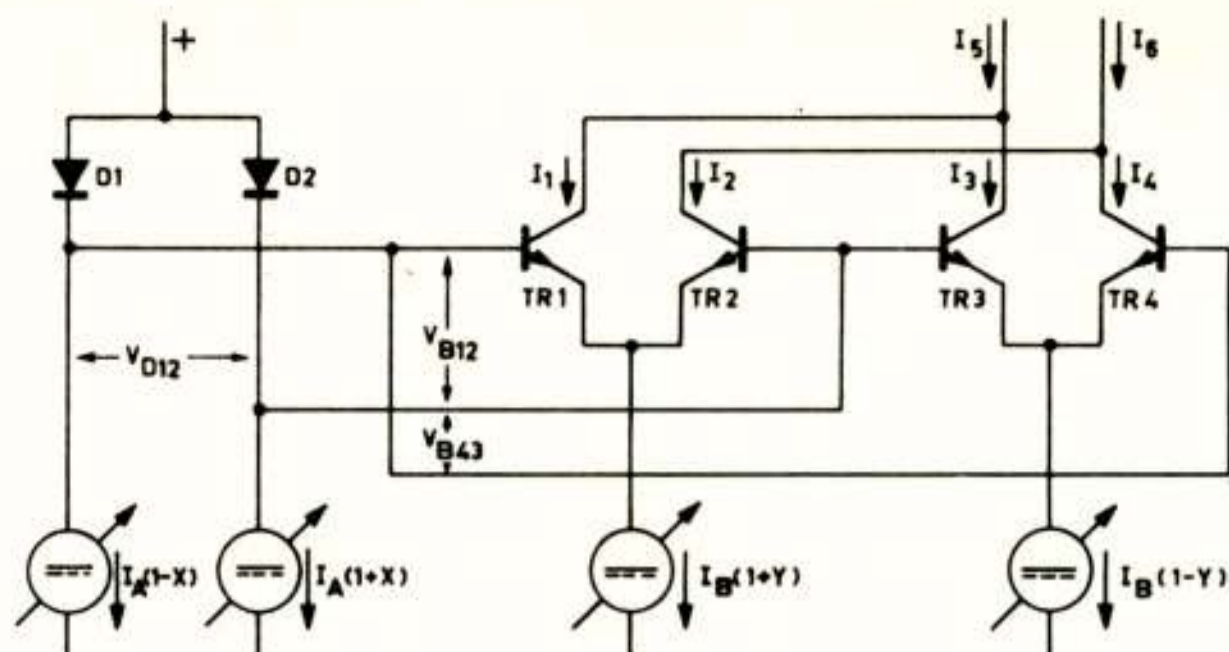 +
I5
I6
D1
D2
I1
I2
I3
I4
TR1
TR2
TR3
TR4
VB12
VD12
VB43
IA(1-X)
IA(1+X)
IB(1+Y)
IB(1-Y)